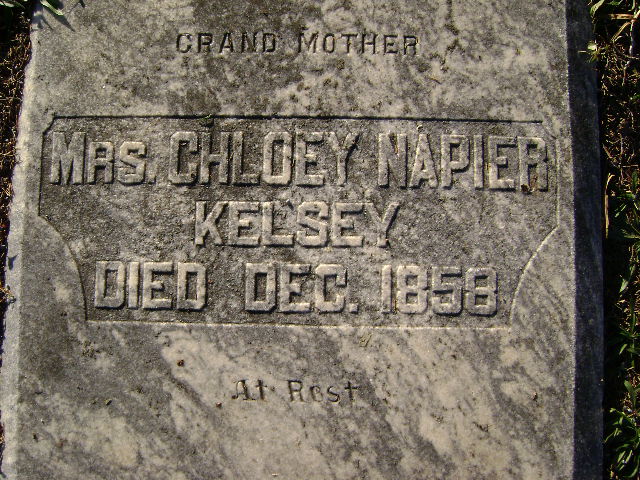 GRAND MOTHER
MRS. CHLOEY NAPIER
KELSEY
DIED DEC. 1858
At Rest